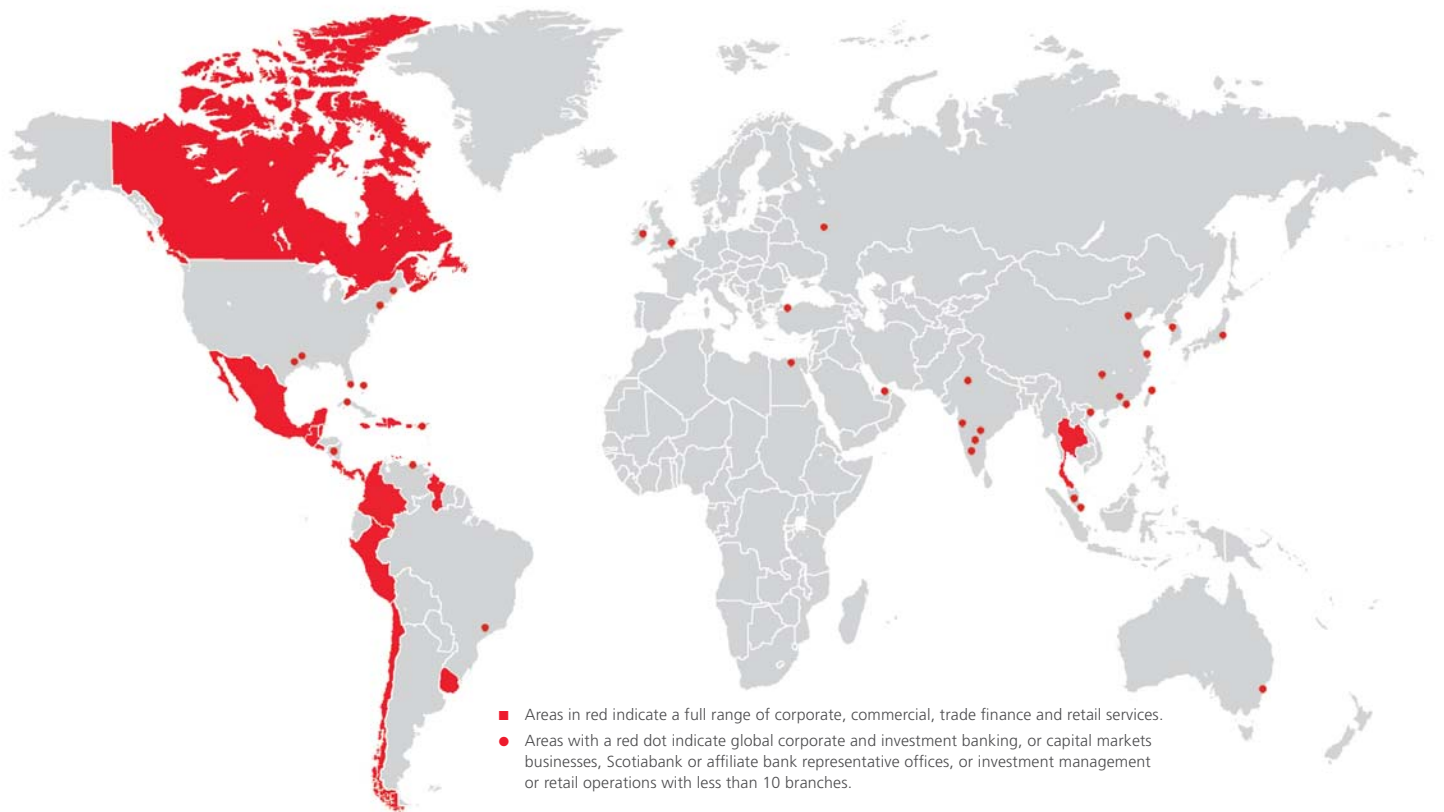 Areas in red indicate a full range of corporate, commercial, trade finance and retail services.
Areas with a red dot indicate global corporate and investment banking, or capital markets
businesses, Scotiabank or affiliate bank representative offices, or investment management
or retail operations with less than 10 branches.